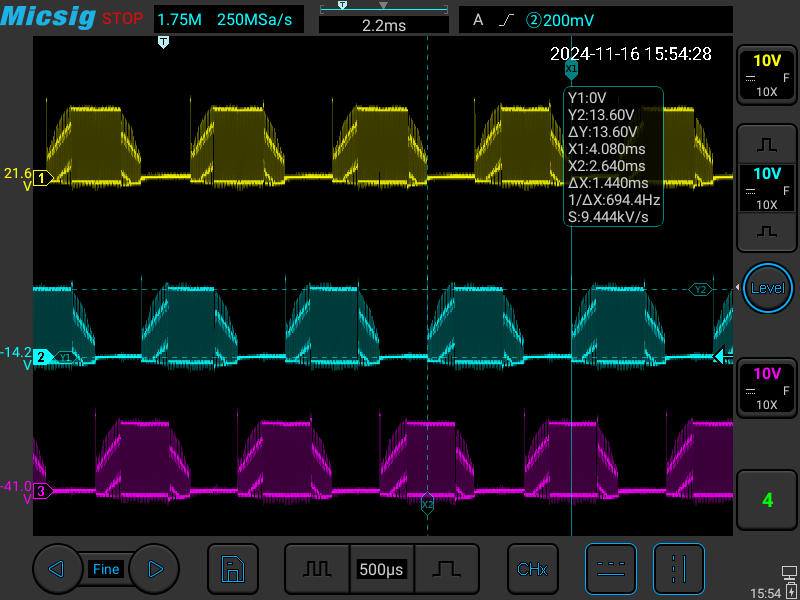 Micsig STOP 1.75M 250MSa/s T 2.2ms A ②200mV
T
2024-11-16 15:54:28
X1
10V
F
10X
Y1:0V
Y2:13.60V
ΔY:13.60V
X1:4.080ms
X2:2.640ms
ΔX:1.440ms
1/ΔX:694.4Hz
S:9.444kV/s
21.6
V
1
10V
F
10X
Y2
Level
-14.2
V
2
Y1
10V
F
10X
-41.0
V
3
X2
4
Fine
500μs
CHx
15:54